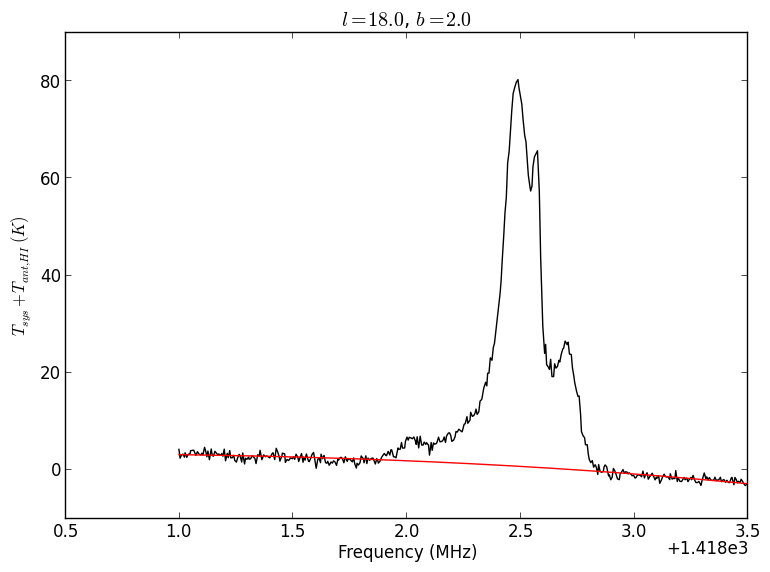 l = 18.0, b = 2.0
T_sys + T_ant,HI (K)
80
60
40
20
0
0.5 1.0 1.5 2.0 2.5 3.0 3.5
Frequency (MHz)
+1.418e3